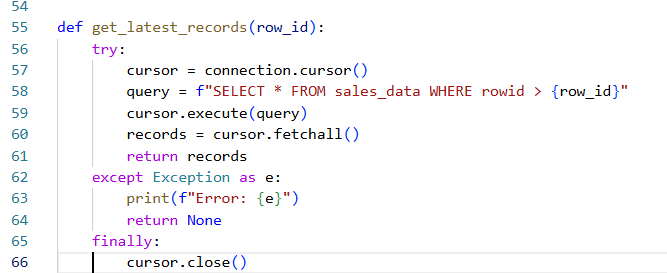 54
55 def get_latest_records(row_id):
56     try:
57         cursor = connection.cursor()
58         query = f"SELECT * FROM sales_data WHERE rowid > {row_id}"
59         cursor.execute(query)
60         records = cursor.fetchall()
61         return records
62     except Exception as e:
63         print(f"Error: {e}")
64         return None
65     finally:
66         cursor.close()